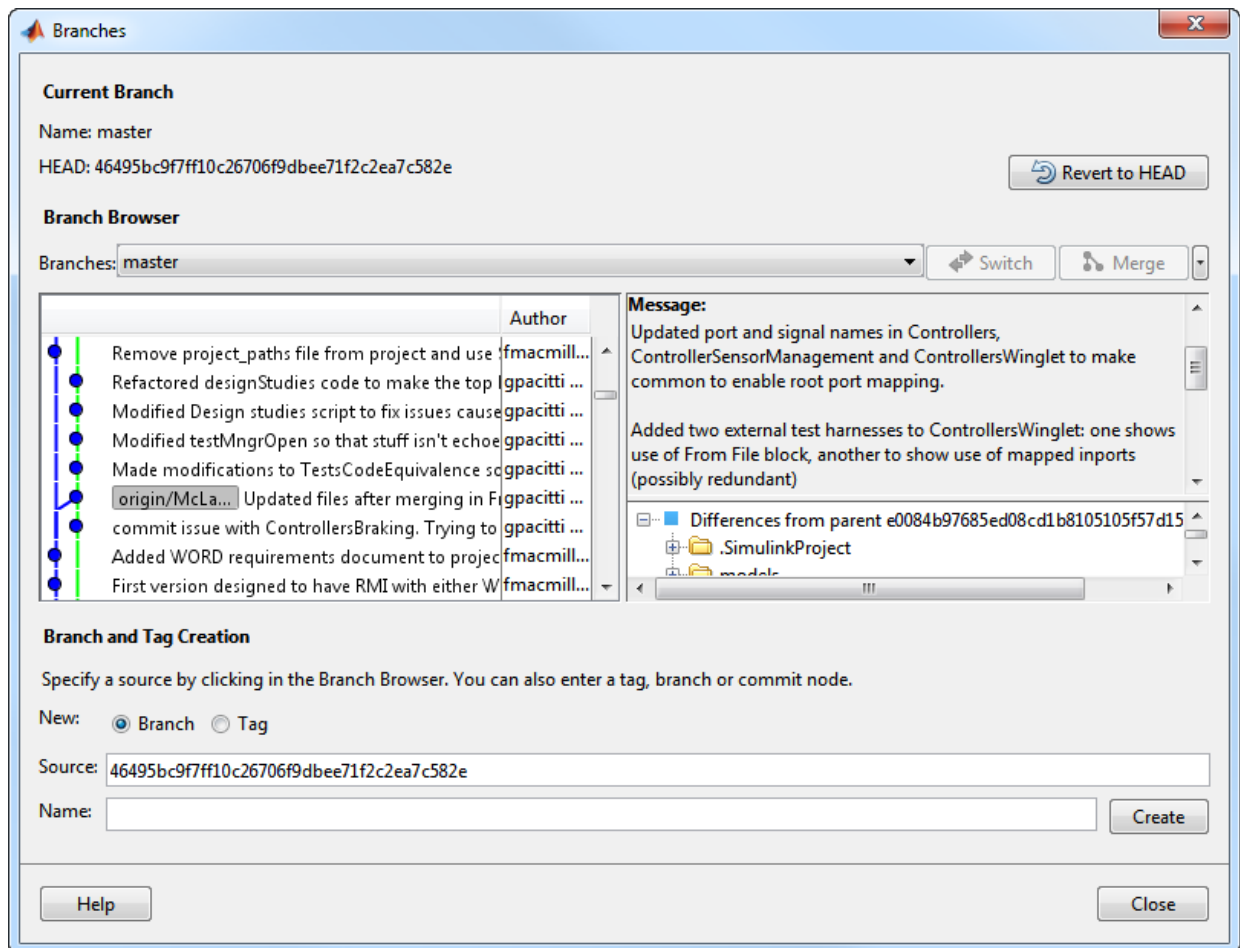 Branches
Current Branch
Name: master
HEAD: 46495bc9f7ff10c26706f9dbee71f2c2ea7c582e
Revert to HEAD
Branch Browser
Branches: master
Switch
Merge
Author
Remove project_paths file from project and use fmacmill...
Refactored designStudies code to make the top gpacitti ...
Modified Design studies script to fix issues cause gpacitti ...
Modified testMngrOpen so that stuff isn't echoe gpacitti ...
Made modifications to TestsCodeEquivalence sc gpacitti ...
origin/McLa... Updated files after merging in Fr gpacitti ...
commit issue with ControllersBraking. Trying to gpacitti ...
Added WORD requirements document to projec fmacmill...
First version designed to have RMI with either W fmacmill...
Message:
Updated port and signal names in Controllers,
ControllerSensorManagement and ControllersWinglet to make
common to enable root port mapping.
Added two external test harnesses to ControllersWinglet: one shows
use of From File block, another to show use of mapped inports
(possibly redundant)
Differences from parent e0084b97685ed08cd1b8105105f57d15
.SimulinkProject
models
Branch and Tag Creation
Specify a source by clicking in the Branch Browser. You can also enter a tag, branch or commit node.
New: Branch Tag
Source: 46495bc9f7ff10c26706f9dbee71f2c2ea7c582e
Name:
Create
Help
Close